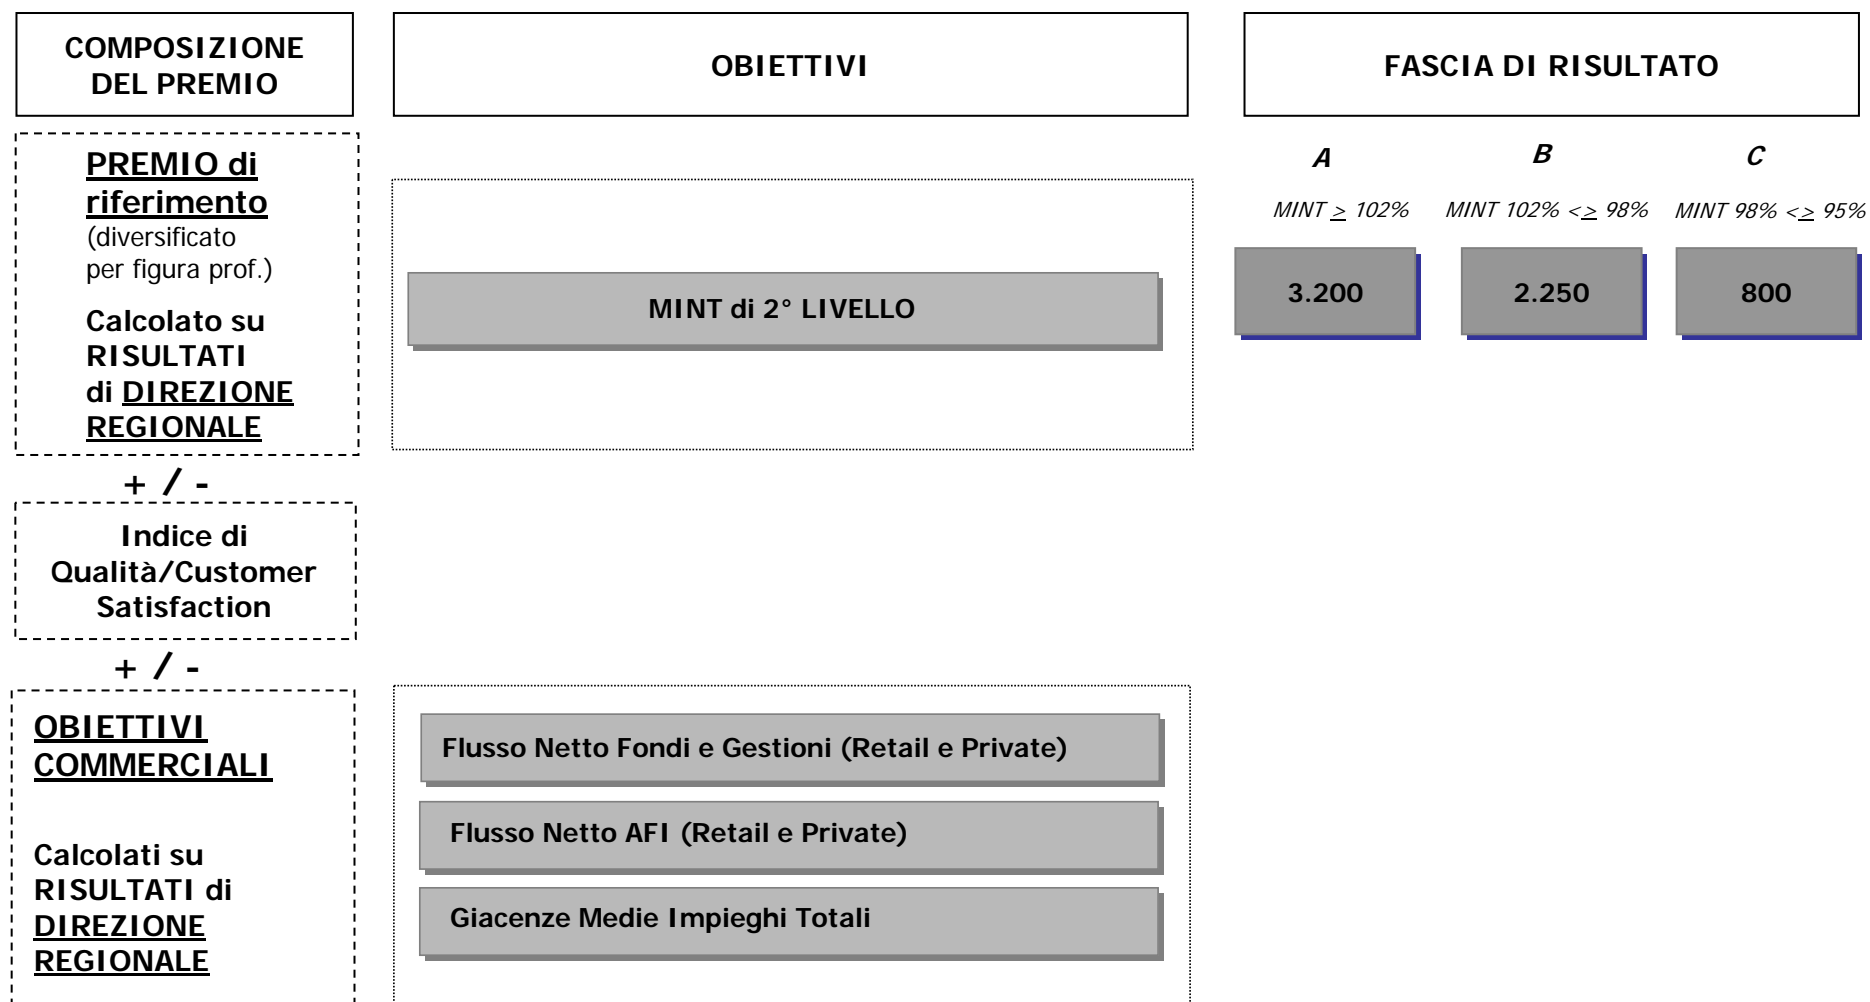 COMPOSIZIONE
DEL PREMIO
OBIETTIVI
FASCIA DI RISULTATO
PREMIO di
riferimento
(diversificato
per figura prof.)
Calcolato su
RISULTATI
di DIREZIONE
REGIONALE
MINT di 2° LIVELLO
A
B
C
MINT ≥ 102%
MINT 102% <≥ 98%
MINT 98% <≥ 95%
3.200
2.250
800
+ / -
Indice di
Qualità/Customer
Satisfaction
+ / -
OBIETTIVI
COMMERCIALI
Calcolati su
RISULTATI di
DIREZIONE
REGIONALE
Flusso Netto Fondi e Gestioni (Retail e Private)
Flusso Netto AFI (Retail e Private)
Giacenze Medie Impieghi Totali